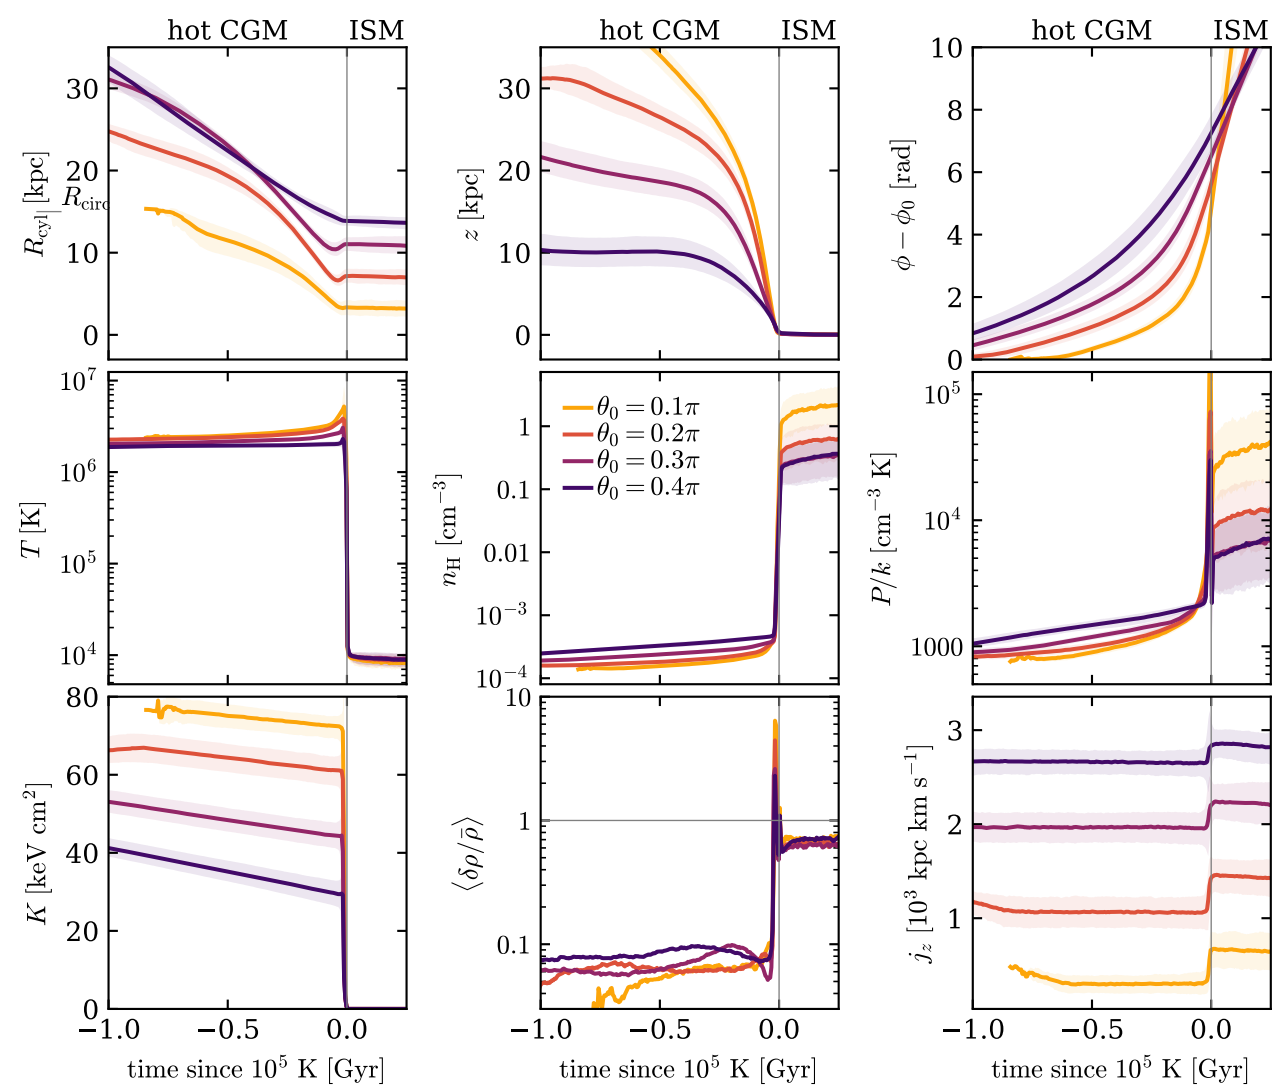 hot CGM ISM hot CGM ISM hot CGM ISM
R_cyl| [kpc]
R_circ
30
20
10
0
z [kpc]
30
20
10
0
ϕ − ϕ_0 [rad]
10
8
6
4
2
0
T [K]
10^7
10^6
10^5
10^4
n_H [cm^−3]
1
0.1
0.01
10^−3
10^−4
θ_0 = 0.1π
θ_0 = 0.2π
θ_0 = 0.3π
θ_0 = 0.4π
P/k [cm^−3 K]
10^5
10^4
1000
K [keV cm^2]
80
60
40
20
0
⟨δρ/ρ̄⟩
10
1
0.1
j_z [10^3 kpc km s^−1]
3
2
1
−1.0 −0.5 0.0 −1.0 −0.5 0.0 −1.0 −0.5 0.0
time since 10^5 K [Gyr] time since 10^5 K [Gyr] time since 10^5 K [Gyr]